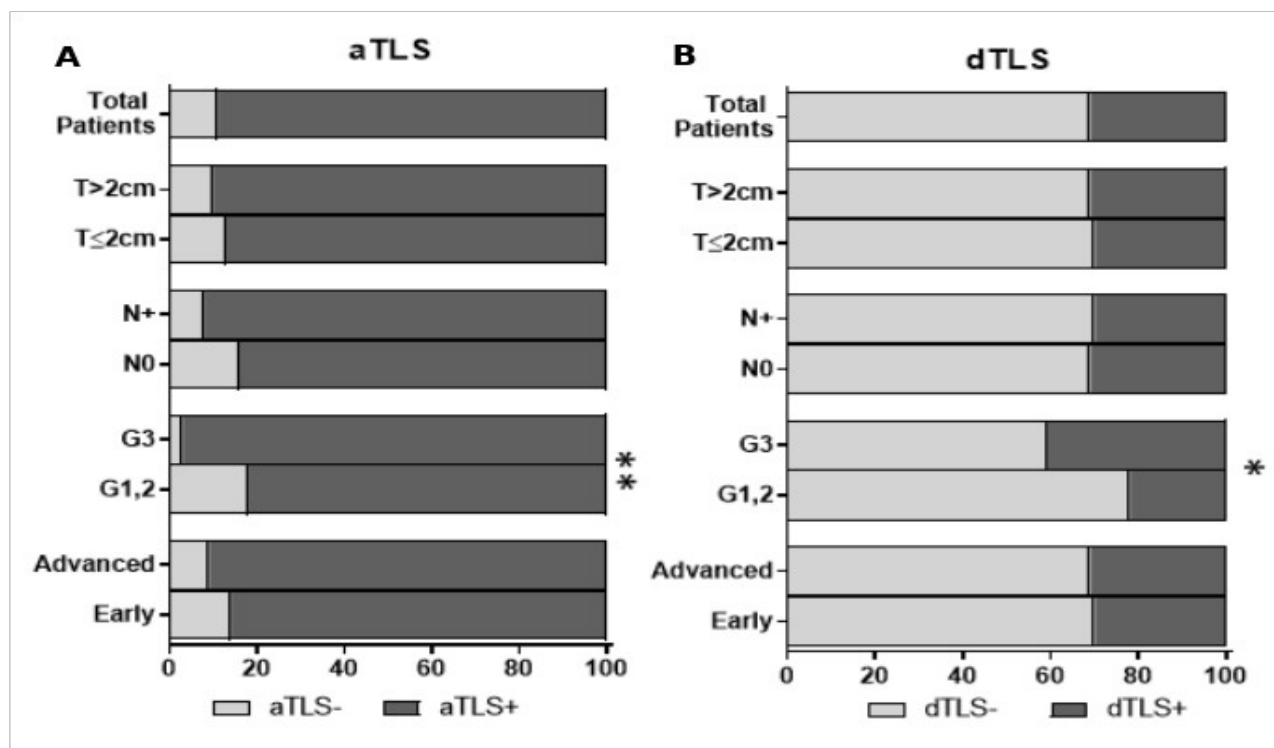 A
aTLS
Total
Patients
T>2cm
T≤2cm
N+
N0
G3
G1,2
**
Advanced
Early
0 20 40 60 80 100
aTLS- aTLS+
B
dTLS
Total
Patients
T>2cm
T≤2cm
N+
N0
G3
G1,2
*
Advanced
Early
0 20 40 60 80 100
dTLS- dTLS+